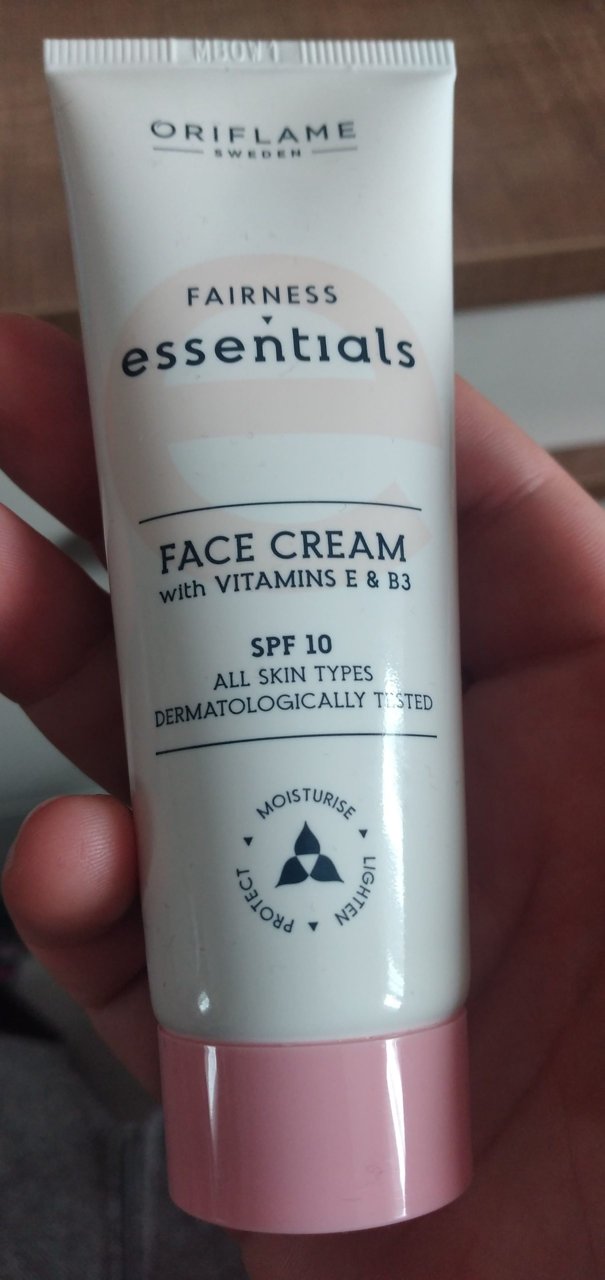 ORIFLAME
SWEDEN
FAIRNESS
essentials
FACE CREAM
with VITAMINS E & B3
SPF 10
ALL SKIN TYPES
DERMATOLOGICALLY TESTED
MOISTURISE
LIGHTEN
PROTECT